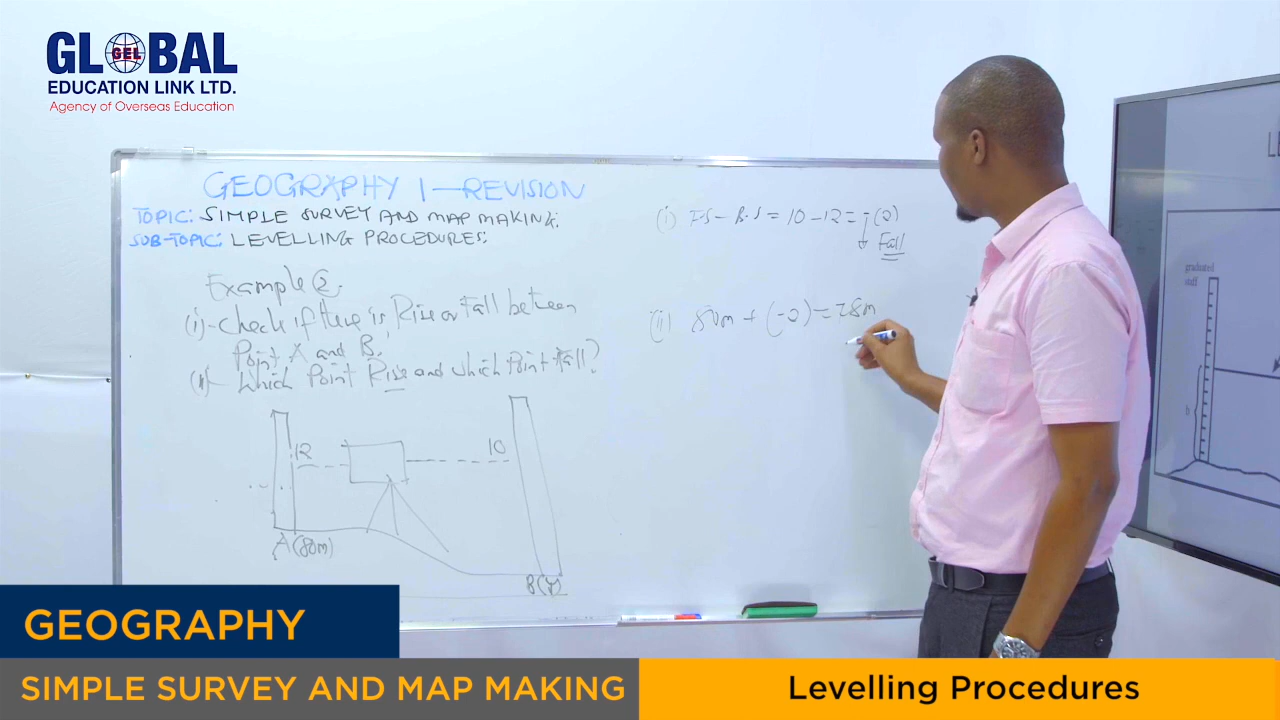 GLOBAL
GEL
EDUCATION LINK LTD.
Agency of Overseas Education
GEOGRAPHY 1 — REVISION
TOPIC: SIMPLE SURVEY AND MAP MAKING.
SUB-TOPIC: LEVELLING PROCEDURES:
Example 2.
(i) - Check if there is, Rise or Fall between
Point A and B.
(ii) - Which Point Rise and which Point Fall?
12
10
A (80m)
B (Y)
(i) FS - B.S = 10 - 12 = - (2)
Fall
(ii) 80m + (-2) = 78m
graduated
staff
b
GEOGRAPHY
SIMPLE SURVEY AND MAP MAKING
Levelling Procedures